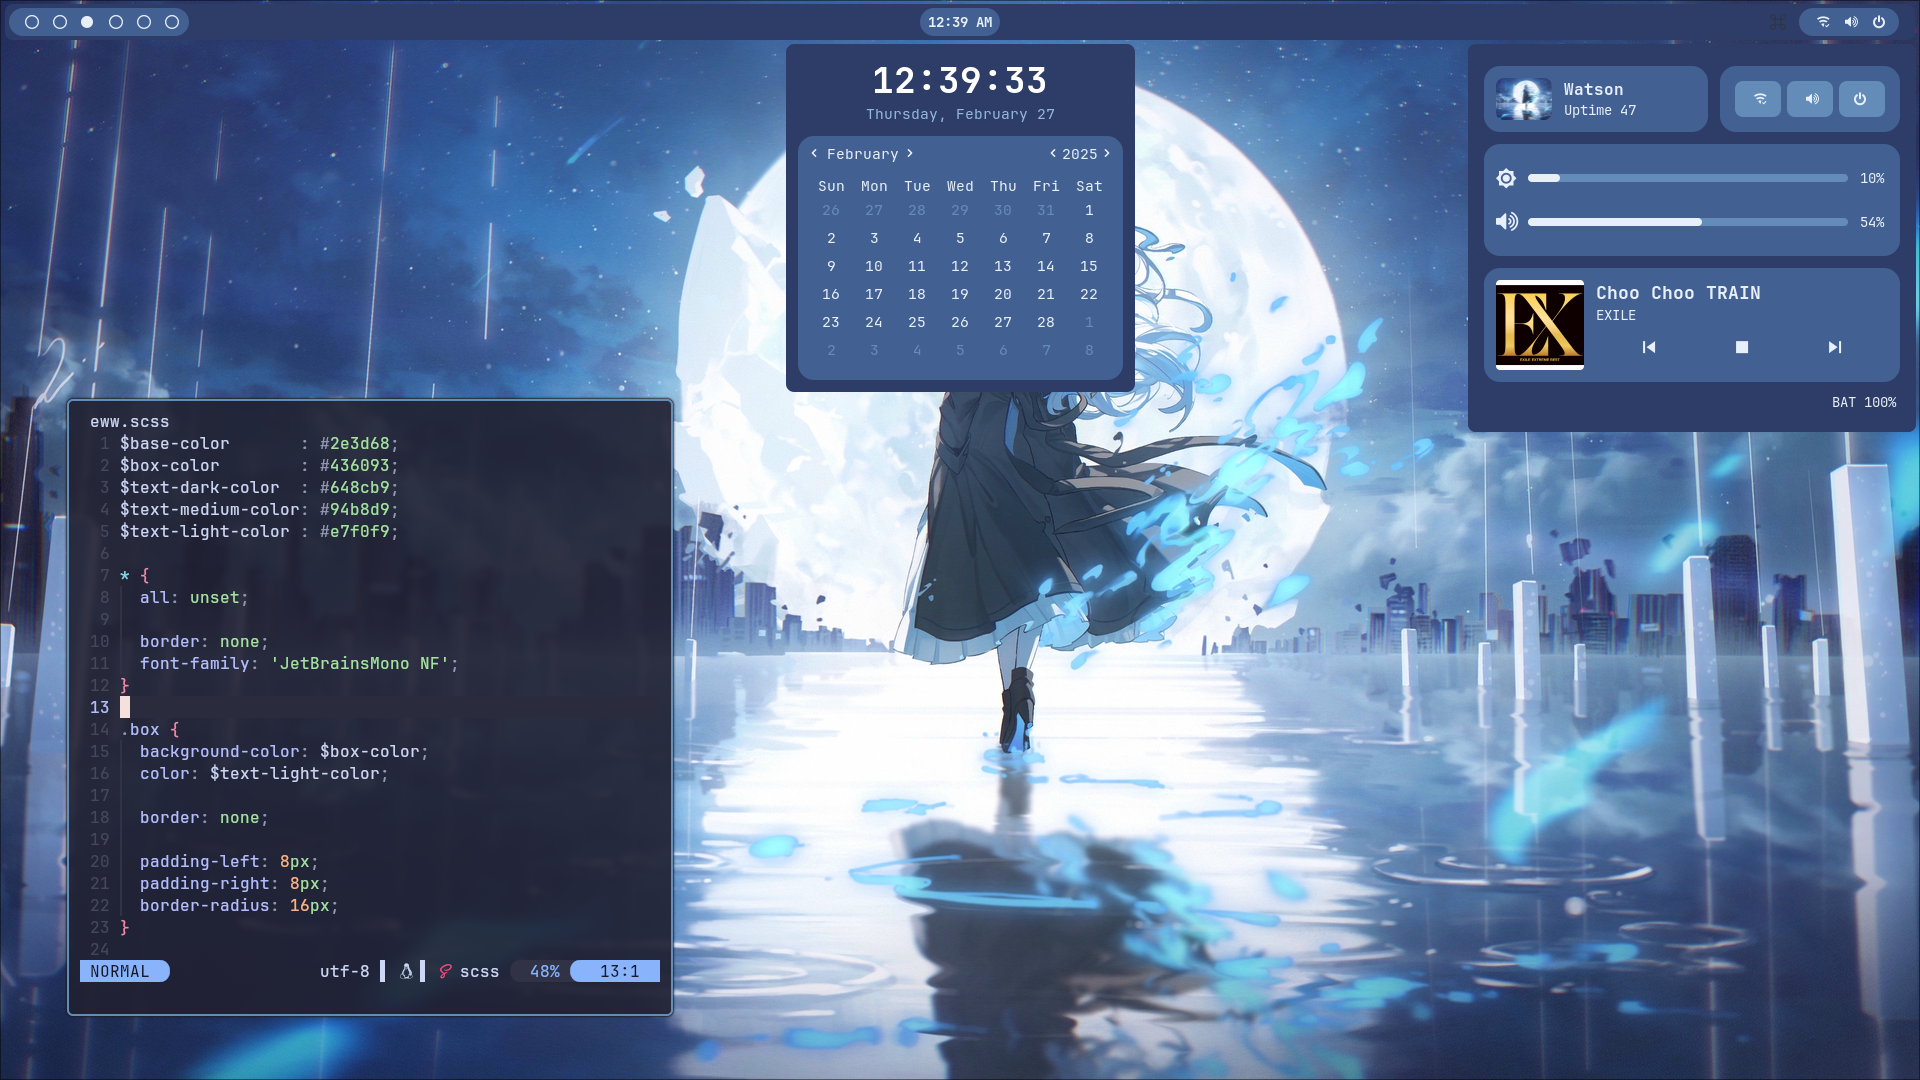 12:39 AM
12:39:33
Thursday, February 27
February 2025
Sun Mon Tue Wed Thu Fri Sat
26 27 28 29 30 31 1
2 3 4 5 6 7 8
9 10 11 12 13 14 15
16 17 18 19 20 21 22
23 24 25 26 27 28 1
2 3 4 5 6 7 8
Watson
Uptime 47
10%
54%
EX
EXILE EXTREME BEST
Choo Choo TRAIN
EXILE
BAT 100%
eww.scss
1 $base-color : #2e3d68;
2 $box-color : #436093;
3 $text-dark-color : #648cb9;
4 $text-medium-color: #94b8d9;
5 $text-light-color : #e7f0f9;
6
7 * {
8 all: unset;
9
10 border: none;
11 font-family: 'JetBrainsMono NF';
12 }
13
14 .box {
15 background-color: $box-color;
16 color: $text-light-color;
17
18 border: none;
19
20 padding-left: 8px;
21 padding-right: 8px;
22 border-radius: 16px;
23 }
24
NORMAL utf-8 scss 48% 13:1